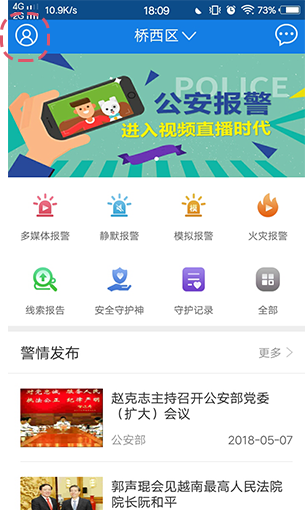 4G
2G 10.9K/s
18:09
桥西区
POLICE
公安报警
进入视频直播时代
多媒体报警 静默报警 模拟报警 火灾报警
线索报告 安全守护神 守护记录 全部
警情发布 更多
赵克志主持召开公安部党委
（扩大）会议
公安部 2018-05-07
郭声琨会见越南最高人民法院
院长阮和平